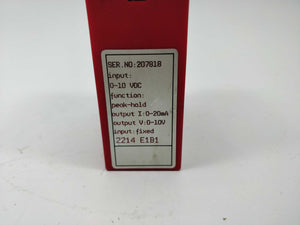 SER.NO:207818
input:
0-10 VDC
function:
peak-hold
output I:0-20mA
output V:0-10V
input:fixed
2214 E1B1